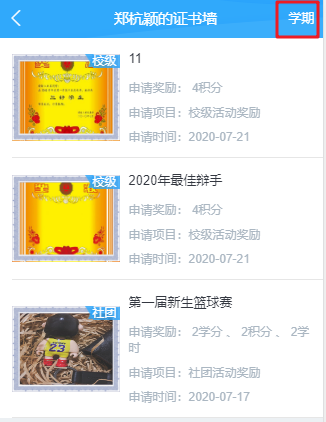 郑杭颖的证书墙
学期
校级
11
申请奖励： 4积分
申请项目：校级活动奖励
申请时间：2020-07-21
校级
2020年最佳辩手
申请奖励： 4积分
申请项目：校级活动奖励
申请时间：2020-07-21
社团
第一届新生篮球赛
申请奖励： 2学分 、 2积分 、 2学
时
申请项目：社团活动奖励
申请时间：2020-07-17
23